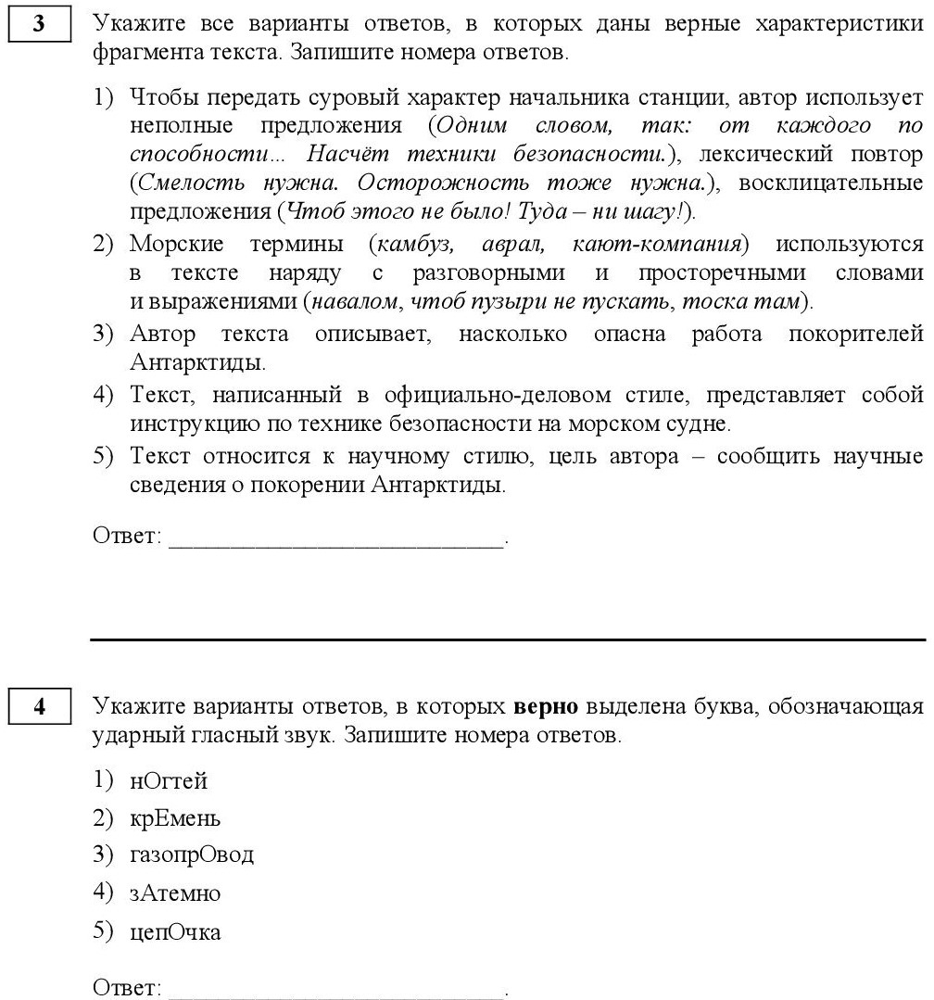 3
Укажите все варианты ответов, в которых даны верные характеристики
фрагмента текста. Запишите номера ответов.
1) Чтобы передать суровый характер начальника станции, автор использует
неполные предложения (Одним словом, так: от каждого по
способности... Насчёт техники безопасности.), лексический повтор
(Смелость нужна. Осторожность тоже нужна.), восклицательные
предложения (Чтоб этого не было! Туда – ни шагу!).
2) Морские термины (камбуз, аврал, кают-компания) используются
в тексте наряду с разговорными и просторечными словами
и выражениями (навалом, чтоб пузыри не пускать, тоска там).
3) Автор текста описывает, насколько опасна работа покорителей
Антарктиды.
4) Текст, написанный в официально-деловом стиле, представляет собой
инструкцию по технике безопасности на морском судне.
5) Текст относится к научному стилю, цель автора – сообщить научные
сведения о покорении Антарктиды.
Ответ: ___________________________.
4
Укажите варианты ответов, в которых верно выделена буква, обозначающая
ударный гласный звук. Запишите номера ответов.
1) нОгтей
2) крЕмень
3) газопрОвод
4) зАтемно
5) цепОчка
Ответ: ___________________________.